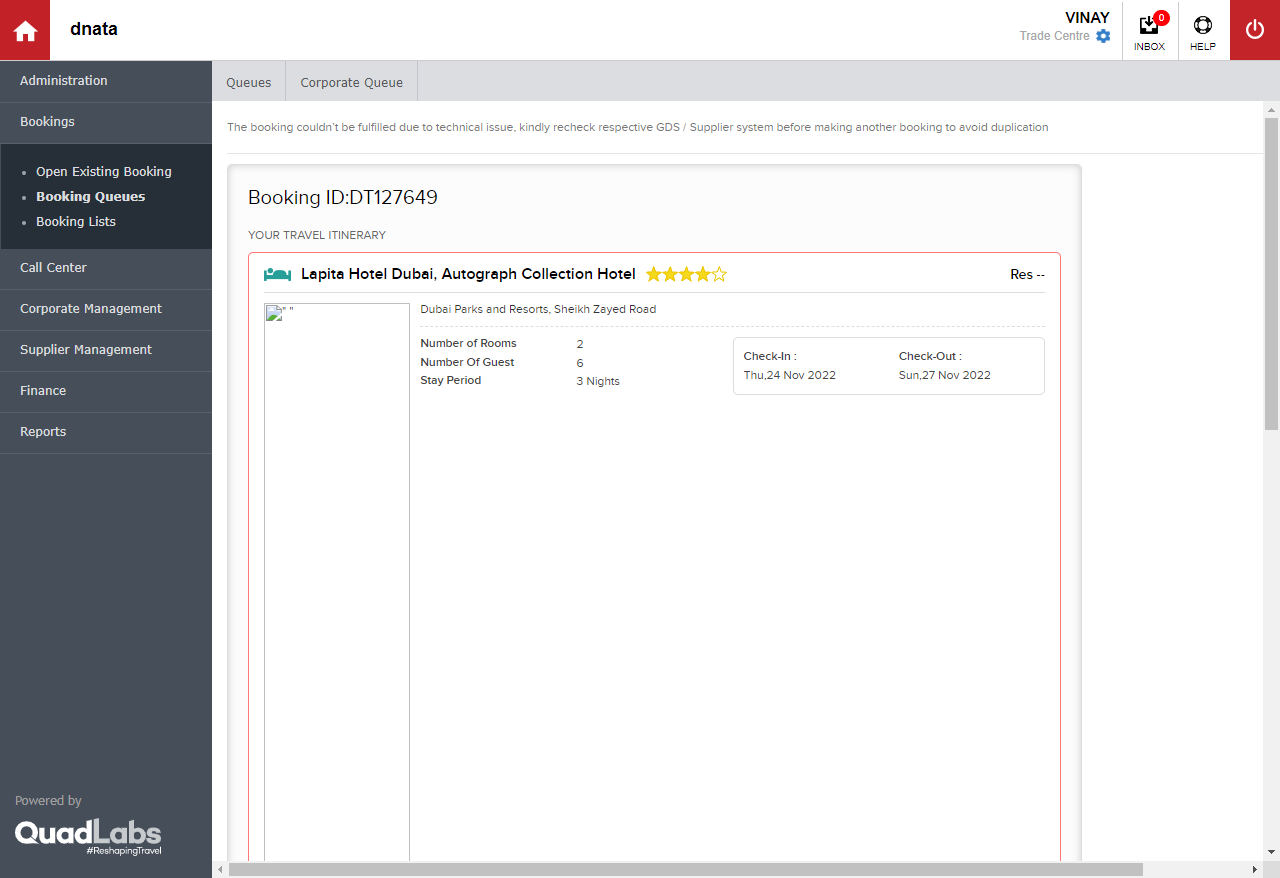 dnata
VINAY
Trade Centre
0
INBOX
HELP
Administration
Bookings
Open Existing Booking
Booking Queues
Booking Lists
Call Center
Corporate Management
Supplier Management
Finance
Reports
Powered by
QuadLabs
#ReshapingTravel
Queues
Corporate Queue
The booking couldn't be fulfilled due to technical issue, kindly recheck respective GDS / Supplier system before making another booking to avoid duplication
Booking ID:DT127649
YOUR TRAVEL ITINERARY
Lapita Hotel Dubai, Autograph Collection Hotel
Res --
" "
Dubai Parks and Resorts, Sheikh Zayed Road
Number of Rooms 2
Number Of Guest 6
Stay Period 3 Nights
Check-In : Check-Out :
Thu,24 Nov 2022 Sun,27 Nov 2022